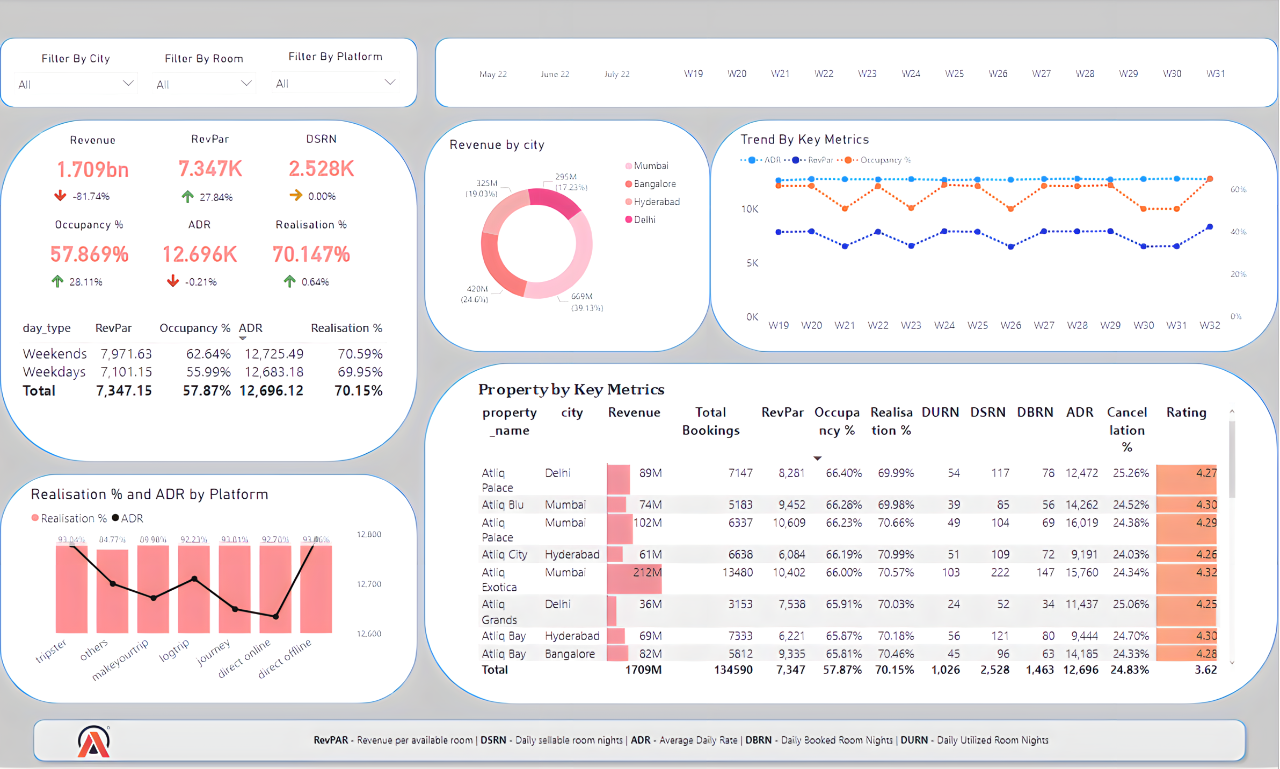 Filter By City Filter By Room Filter By Platform
All All All
May 22 June 22 July 22 W19 W20 W21 W22 W23 W24 W25 W26 W27 W28 W29 W30 W31
Revenue RevPar DSRN
1.709bn 7.347K 2.528K
-81.74% 27.84% 0.00%
Occupancy % ADR Realisation %
57.869% 12.696K 70.147%
28.11% -0.21% 0.64%
day_type RevPar Occupancy % ADR Realisation %
Weekends 7,971.63 62.64% 12,725.49 70.59%
Weekdays 7,101.15 55.99% 12,683.18 69.95%
Total 7,347.15 57.87% 12,696.12 70.15%
Revenue by city
Mumbai
Bangalore
Hyderabad
Delhi
295M
(17.23%)
325M
(19.03%)
420M
(24.6%)
669M
(39.13%)
Trend By Key Metrics
ADR RevPar Occupancy %
10K
5K
0K
60%
40%
20%
0%
W19 W20 W21 W22 W23 W24 W25 W26 W27 W28 W29 W30 W31 W32
Realisation % and ADR by Platform
Realisation % ADR
84.77% 89.98% 92.23%
12,800
12,700
12,600
tripster others makeyourtrip logtrip journey direct online direct offline
Property by Key Metrics
property city Revenue Total RevPar Occupa Realisa DURN DSRN DBRN ADR Cancel Rating
_name Bookings ncy % tion % lation
%
Atliq Delhi 89M 7147 8,281 66.40% 69.99% 54 117 78 12,472 25.26% 4.27
Palace
Atliq Blu Mumbai 74M 5183 9,452 66.28% 69.98% 39 85 56 14,262 24.52% 4.30
Atliq Mumbai 102M 6337 10,609 66.23% 70.66% 49 104 69 16,019 24.38% 4.29
Palace
Atliq City Hyderabad 61M 6638 6,084 66.19% 70.99% 51 109 72 9,191 24.03% 4.26
Atliq Mumbai 212M 13480 10,402 66.00% 70.57% 103 222 147 15,760 24.34% 4.32
Exotica
Atliq Delhi 36M 3153 7,538 65.91% 70.03% 24 52 34 11,437 25.06% 4.25
Grands
Atliq Bay Hyderabad 69M 7333 6,221 65.87% 70.18% 56 121 80 9,444 24.70% 4.30
Atliq Bay Bangalore 82M 5812 9,335 65.81% 70.46% 45 96 63 14,185 24.33% 4.28
Total 1709M 134590 7,347 57.87% 70.15% 1,026 2,528 1,463 12,696 24.83% 3.62
RevPAR - Revenue per available room | DSRN - Daily sellable room nights | ADR - Average Daily Rate | DBRN - Daily Booked Room Nights | DURN - Daily Utilized Room Nights